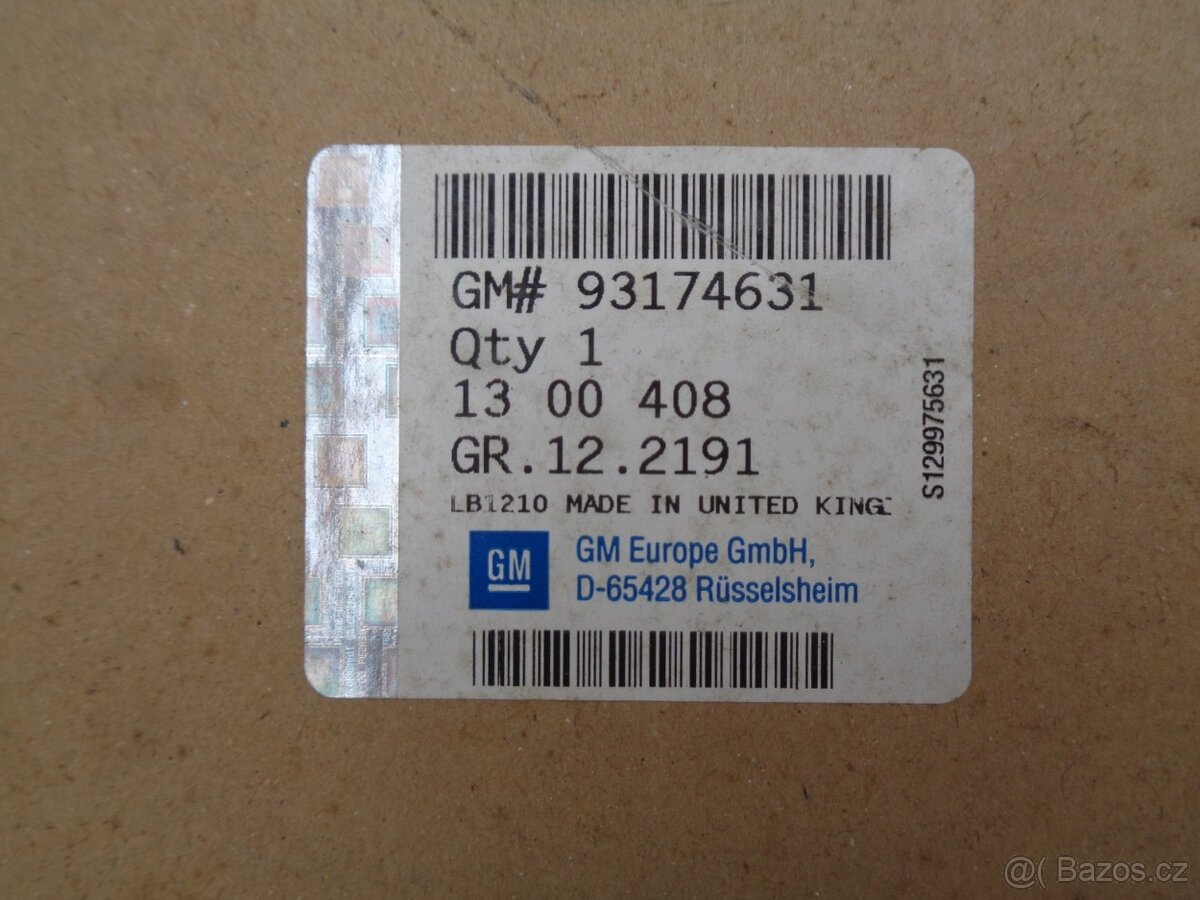 GM# 93174631
Qty 1
13 00 408
GR.12.2191
LB1210 MADE IN UNITED KING
GM
GM Europe GmbH,
D-65428 Rüsselsheim
S129975631
@( Bazos.cz